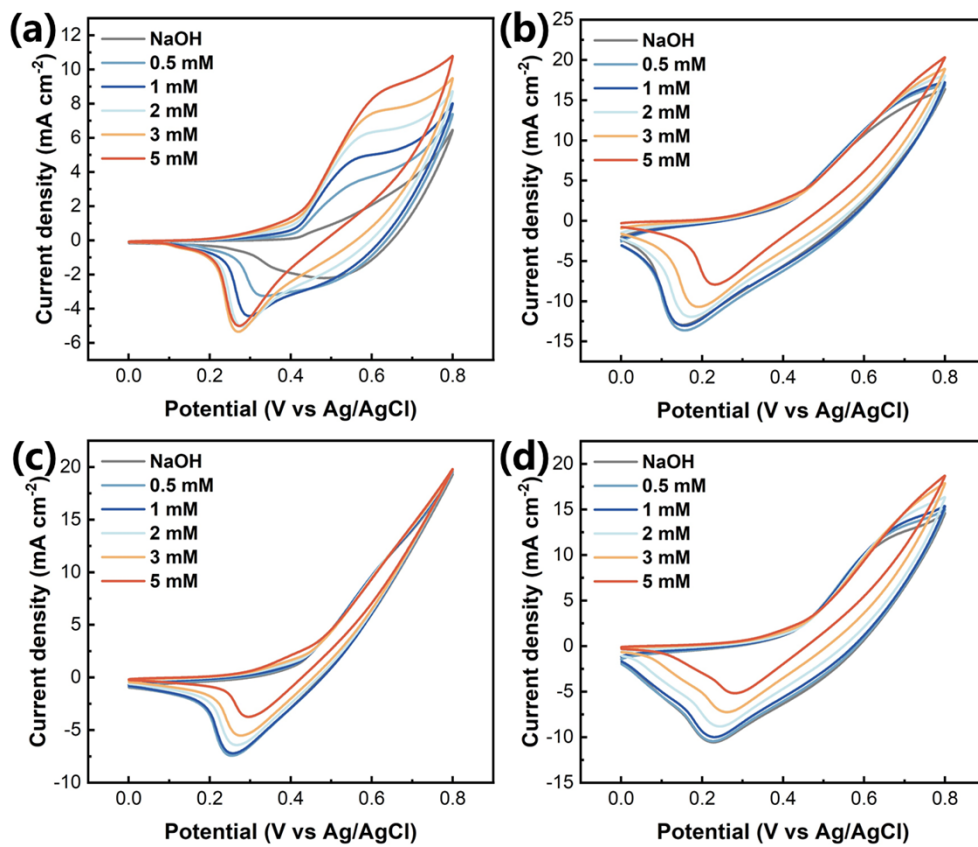 (a)
NaOH
0.5 mM
1 mM
2 mM
3 mM
5 mM
12
10
8
6
4
2
0
-2
-4
-6
Current density (mA cm⁻²)
0.0 0.2 0.4 0.6 0.8
Potential (V vs Ag/AgCl)
(b)
NaOH
0.5 mM
1 mM
2 mM
3 mM
5 mM
25
20
15
10
5
0
-5
-10
-15
Current density (mA cm⁻²)
0.0 0.2 0.4 0.6 0.8
Potential (V vs Ag/AgCl)
(c)
NaOH
0.5 mM
1 mM
2 mM
3 mM
5 mM
20
15
10
5
0
-5
-10
Current density (mA cm⁻²)
0.0 0.2 0.4 0.6 0.8
Potential (V vs Ag/AgCl)
(d)
NaOH
0.5 mM
1 mM
2 mM
3 mM
5 mM
20
15
10
5
0
-5
-10
-15
Current density (mA cm⁻²)
0.0 0.2 0.4 0.6 0.8
Potential (V vs Ag/AgCl)